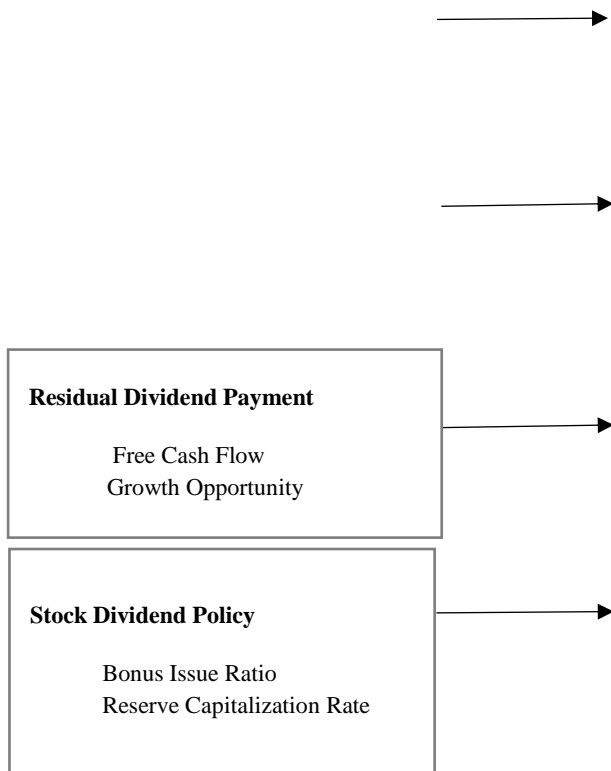 Residual Dividend Payment
Free Cash Flow
Growth Opportunity
Stock Dividend Policy
Bonus Issue Ratio
Reserve Capitalization Rate